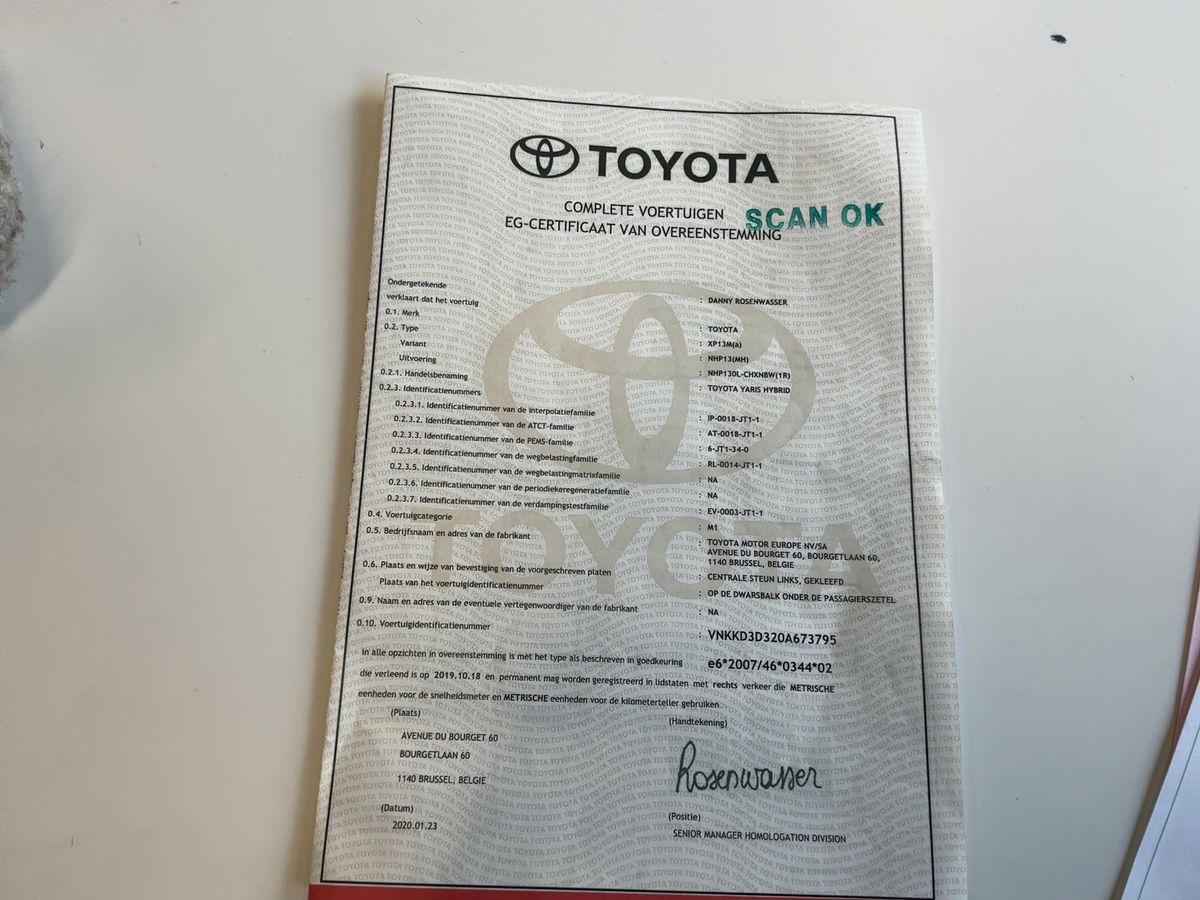 TOYOTA
COMPLETE VOERTUIGEN
EG-CERTIFICAAT VAN OVEREENSTEMMING
SCAN OK
Ondergetekende : DANNY ROSENWASSER
verklaart dat het voertuig
0.1. Merk : TOYOTA
0.2. Type : XP13M(a)
Variant : NHP13(MH)
Uitvoering : NHP130L-CHXNBW(1R)
0.2.1. Handelsbenaming : TOYOTA YARIS HYBRID
0.2.3. Identificatienummers
0.2.3.1. Identificatienummer van de interpolatiefamilie : IP-0018-JT1-1
0.2.3.2. Identificatienummer van de ATCT-familie : AT-0018-JT1-1
0.2.3.3. Identificatienummer van de PEMS-familie : 6-JT1-34-0
0.2.3.4. Identificatienummer van de wegbelastingfamilie : RL-0014-JT1-1
0.2.3.5. Identificatienummer van de wegbelastingmatrixfamilie : NA
0.2.3.6. Identificatienummer van de periodiekeregeneratiefamilie : NA
0.2.3.7. Identificatienummer van de verdampingstestfamilie : EV-0003-JT1-1
0.4. Voertuigcategorie : M1
0.5. Bedrijfsnaam en adres van de fabrikant : TOYOTA MOTOR EUROPE NV/SA
AVENUE DU BOURGET 60, BOURGETLAAN 60,
1140 BRUSSEL, BELGIE
0.6. Plaats en wijze van bevestiging van de voorgeschreven platen : CENTRALE STEUN LINKS, GEKLEEFD
Plaats van het voertuigidentificatienummer : OP DE DWARSBALK ONDER DE PASSAGIERSZETEL
0.9. Naam en adres van de eventuele vertegenwoordiger van de fabrikant : NA
0.10. Voertuigidentificatienummer : VNKKD3D320A673795
in alle opzichten in overeenstemming is met het type als beschreven in goedkeuring e6*2007/46*0344*02
die verleend is op 2019.10.18 en permanent mag worden geregistreerd in lidstaten met rechts verkeer die METRISCHE
eenheden voor de snelheidsmeter en METRISCHE eenheden voor de kilometerteller gebruiken
(Plaats) (Handtekening)
AVENUE DU BOURGET 60
BOURGETLAAN 60
1140 BRUSSEL, BELGIE
Rosenwasser
(Datum) (Positie)
2020.01.23 SENIOR MANAGER HOMOLOGATION DIVISION
TOYOTA